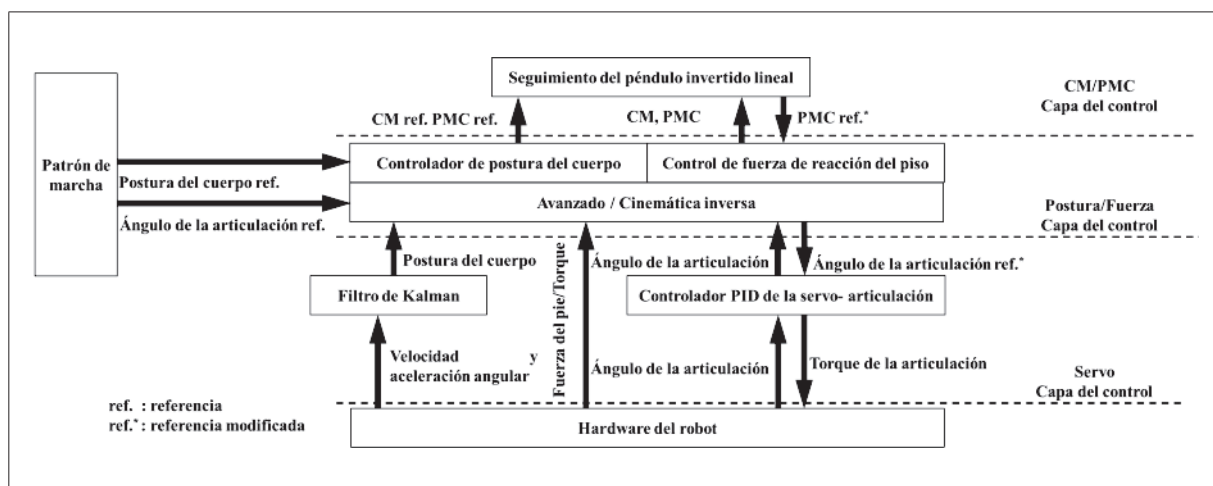 Seguimiento del péndulo invertido lineal
CM/PMC
Capa del control
CM ref. PMC ref.
CM, PMC
PMC ref.*
Patrón de
marcha
Controlador de postura del cuerpo
Control de fuerza de reacción del piso
Postura del cuerpo ref.
Avanzado / Cinemática inversa
Ángulo de la articulación ref.
Postura/Fuerza
Capa del control
Postura del cuerpo
Fuerza del pie/Torque
Ángulo de la articulación
Ángulo de la articulación ref.*
Filtro de Kalman
Controlador PID de la servo- articulación
Velocidad y
aceleración angular
Ángulo de la articulación
Torque de la articulación
Servo
Capa del control
ref. : referencia
ref.* : referencia modificada
Hardware del robot